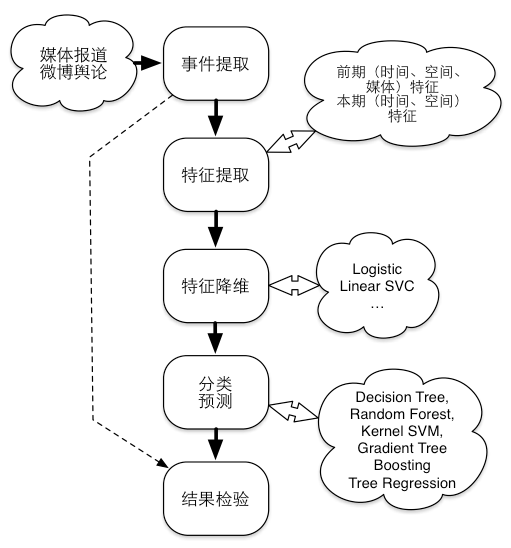 媒体报道
微博舆论
事件提取
前期（时间、空间、
媒体）特征
本期（时间、空间）
特征
特征提取
特征降维
Logistic
Linear SVC
…
分类
预测
Decision Tree,
Random Forest,
Kernel SVM,
Gradient Tree
Boosting
Tree Regression
结果检验